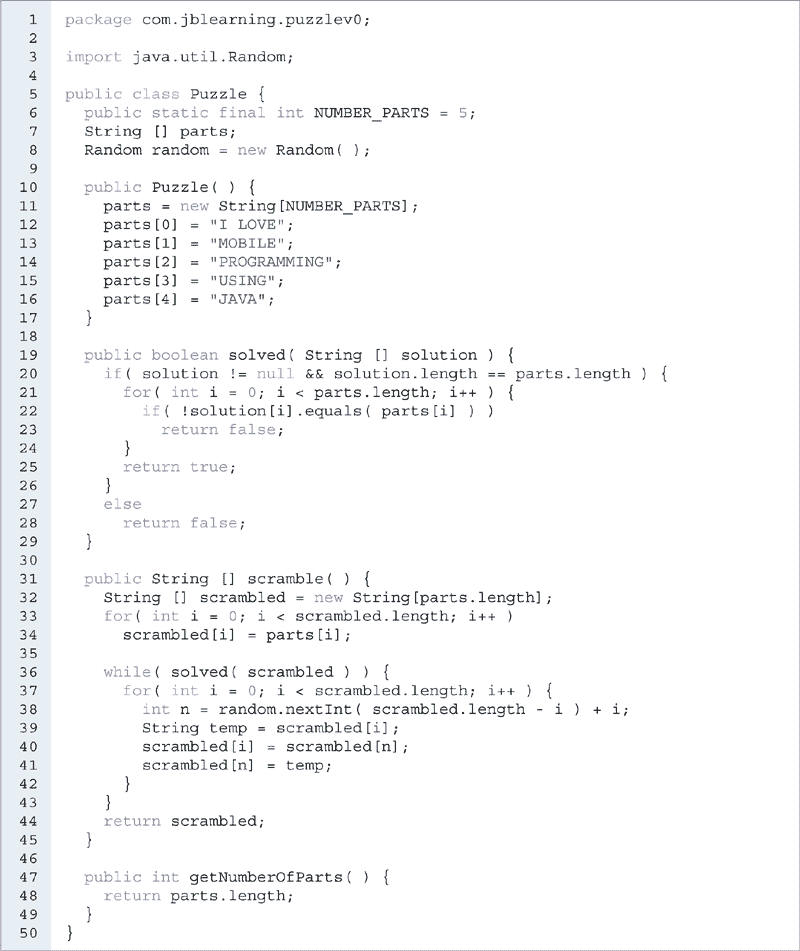 1 package com.jblearning.puzzlev0;
2
3 import java.util.Random;
4
5 public class Puzzle {
6   public static final int NUMBER_PARTS = 5;
7   String [] parts;
8   Random random = new Random( );
9
10   public Puzzle( ) {
11     parts = new String[NUMBER_PARTS];
12     parts[0] = "I LOVE";
13     parts[1] = "MOBILE";
14     parts[2] = "PROGRAMMING";
15     parts[3] = "USING";
16     parts[4] = "JAVA";
17   }
18
19   public boolean solved( String [] solution ) {
20     if( solution != null && solution.length == parts.length ) {
21       for( int i = 0; i < parts.length; i++ ) {
22         if( !solution[i].equals( parts[i] ) )
23           return false;
24       }
25       return true;
26     }
27     else
28       return false;
29   }
30
31   public String [] scramble( ) {
32     String [] scrambled = new String[parts.length];
33     for( int i = 0; i < scrambled.length; i++ )
34       scrambled[i] = parts[i];
35
36     while( solved( scrambled ) ) {
37       for( int i = 0; i < scrambled.length; i++ ) {
38         int n = random.nextInt( scrambled.length - i ) + i;
39         String temp = scrambled[i];
40         scrambled[i] = scrambled[n];
41         scrambled[n] = temp;
42       }
43     }
44     return scrambled;
45   }
46
47   public int getNumberOfParts( ) {
48     return parts.length;
49   }
50 }